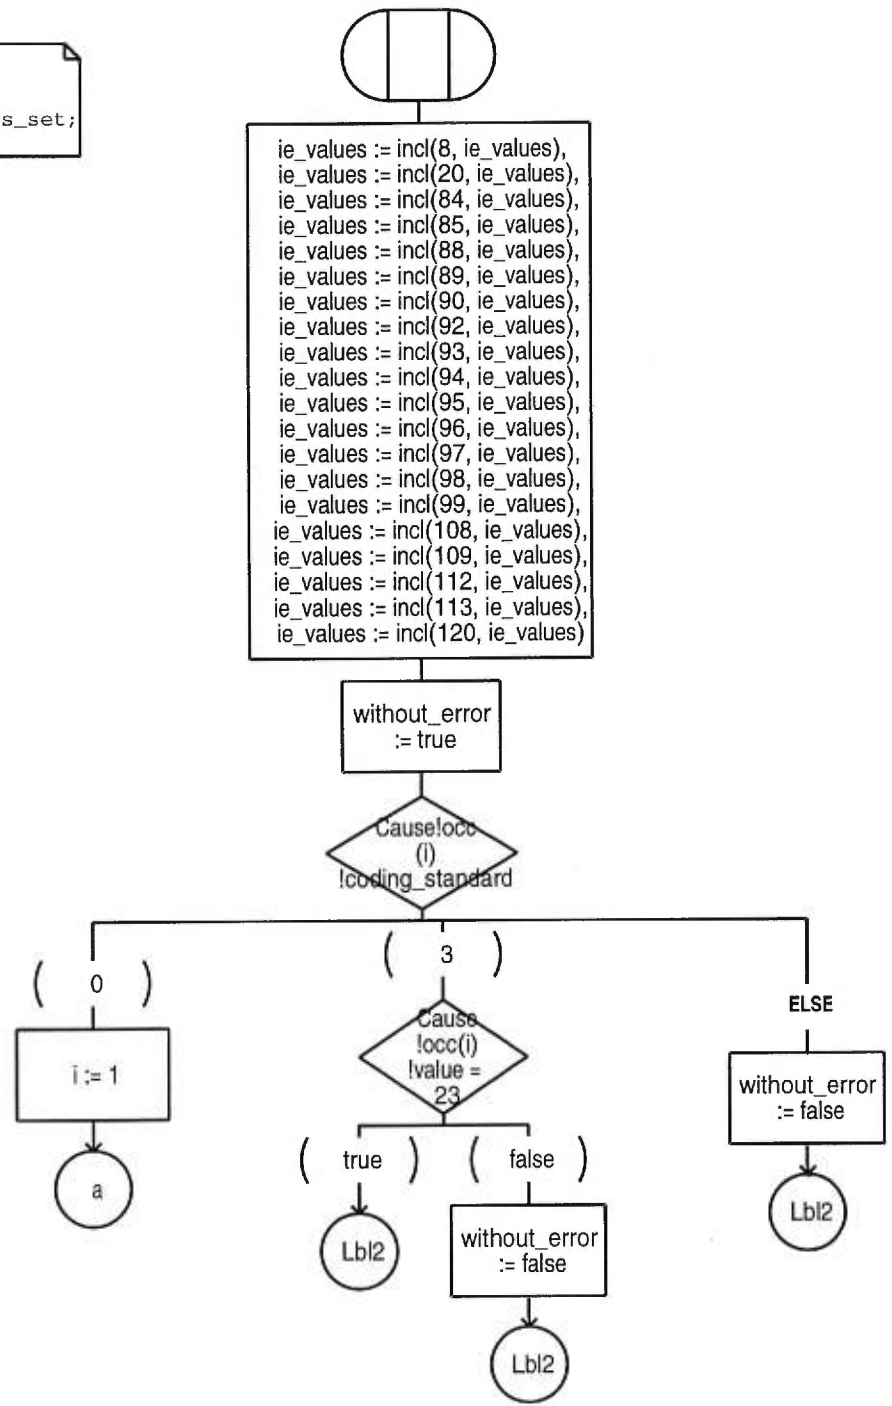 s_set;
ie_values := incl(8, ie_values),
ie_values := incl(20, ie_values),
ie_values := incl(84, ie_values),
ie_values := incl(85, ie_values),
ie_values := incl(88, ie_values),
ie_values := incl(89, ie_values),
ie_values := incl(90, ie_values),
ie_values := incl(92, ie_values),
ie_values := incl(93, ie_values),
ie_values := incl(94, ie_values),
ie_values := incl(95, ie_values),
ie_values := incl(96, ie_values),
ie_values := incl(97, ie_values),
ie_values := incl(98, ie_values),
ie_values := incl(99, ie_values),
ie_values := incl(108, ie_values),
ie_values := incl(109, ie_values),
ie_values := incl(112, ie_values),
ie_values := incl(113, ie_values),
ie_values := incl(120, ie_values)
without_error
:= true
Cause!occ
(i)
!coding_standard
( 0 )
i := 1
a
( 3 )
Cause
!occ(i)
!value =
23
( true )
Lbl2
( false )
without_error
:= false
Lbl2
ELSE
without_error
:= false
Lbl2